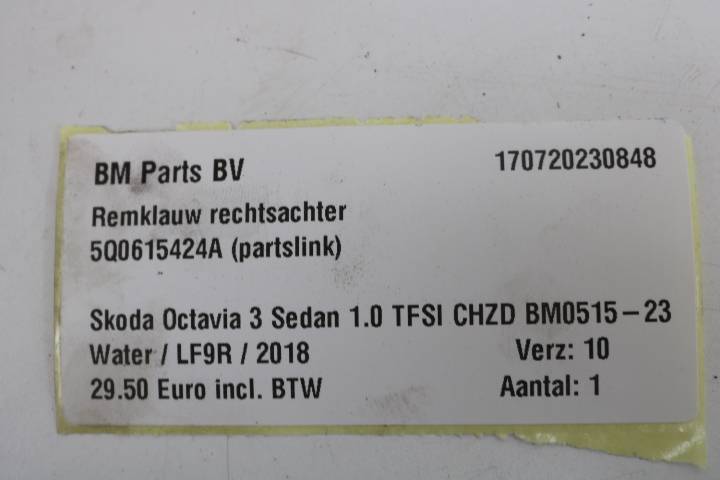 BM Parts BV 170720230848
Remklauw rechtsachter
5Q0615424A (partslink)
Skoda Octavia 3 Sedan 1.0 TFSI CHZD BM0515-23
Water / LF9R / 2018 Verz: 10
29.50 Euro incl. BTW Aantal: 1